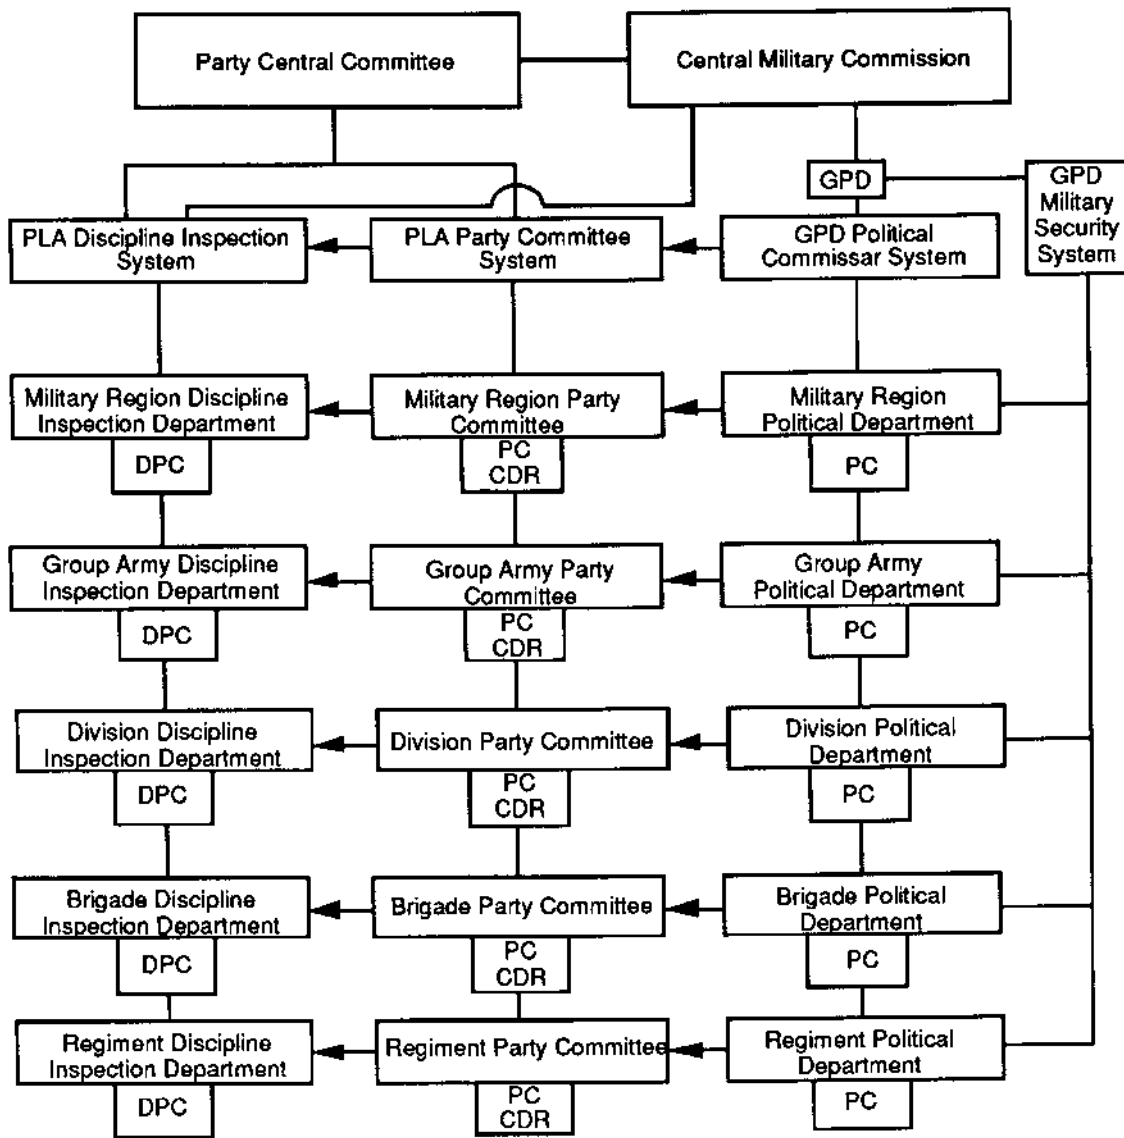 Party Central Committee
Central Military Commission
GPD
GPD
Military
Security
System
PLA Discipline Inspection
System
PLA Party Committee
System
GPD Political
Commissar System
Military Region Discipline
Inspection Department
DPC
Military Region Party
Committee
PC
CDR
Military Region
Political Department
PC
Group Army Discipline
Inspection Department
DPC
Group Army Party
Committee
PC
CDR
Group Army
Political Department
PC
Division Discipline
Inspection Department
DPC
Division Party Committee
PC
CDR
Division Political
Department
PC
Brigade Discipline
Inspection Department
DPC
Brigade Party Committee
PC
CDR
Brigade Political
Department
PC
Regiment Discipline
Inspection Department
DPC
Regiment Party Committee
PC
CDR
Regiment Political
Department
PC